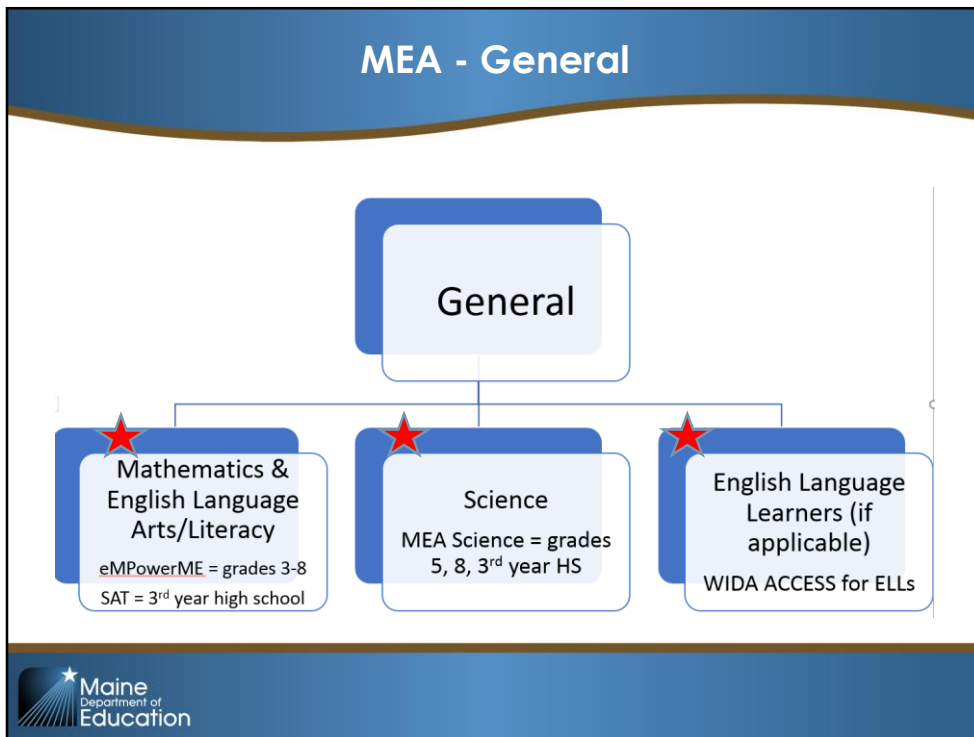 MEA - General
General
Mathematics &
English Language
Arts/Literacy
eMPowerME = grades 3-8
SAT = 3rd year high school
Science
MEA Science = grades
5, 8, 3rd year HS
English Language
Learners (if
applicable)
WIDA ACCESS for ELLs
Maine
Department of
Education